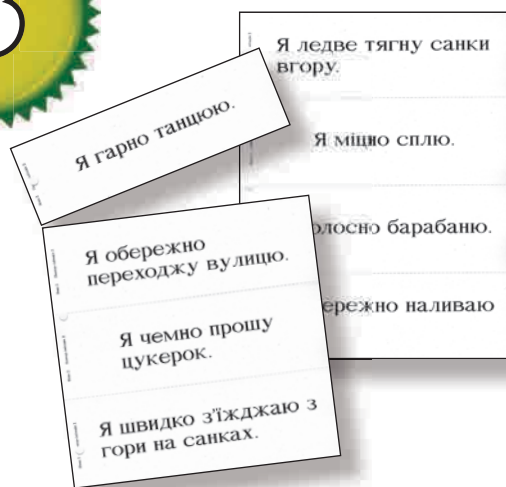 Я ледве тягну санки
вгору.
Я міцно сплю.
олосно барабаню.
ережно наливаю
Я гарно танцюю.
Я обережно
переходжу вулицю.
Я чемно прошу
цукерок.
Я швидко з'їжджаю з
гори на санках.